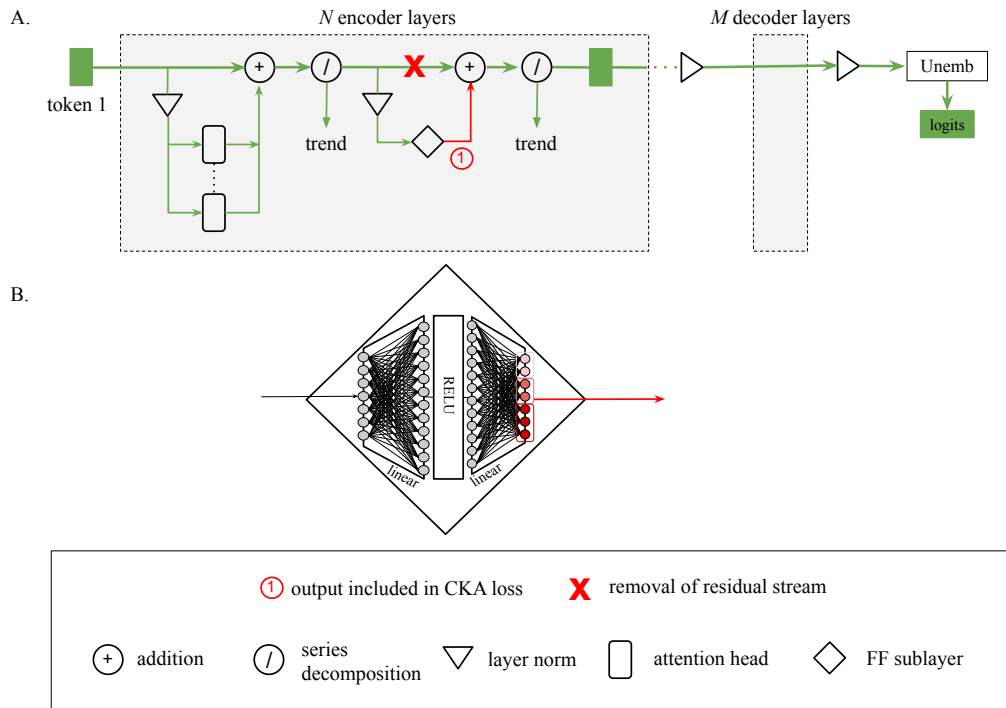 A.
N encoder layers
M decoder layers
token 1
+
/
+
/
trend
trend
1
Unemb
logits
B.
linear
RELU
linear
1 output included in CKA loss
X removal of residual stream
+ addition
/ series decomposition
layer norm
attention head
FF sublayer